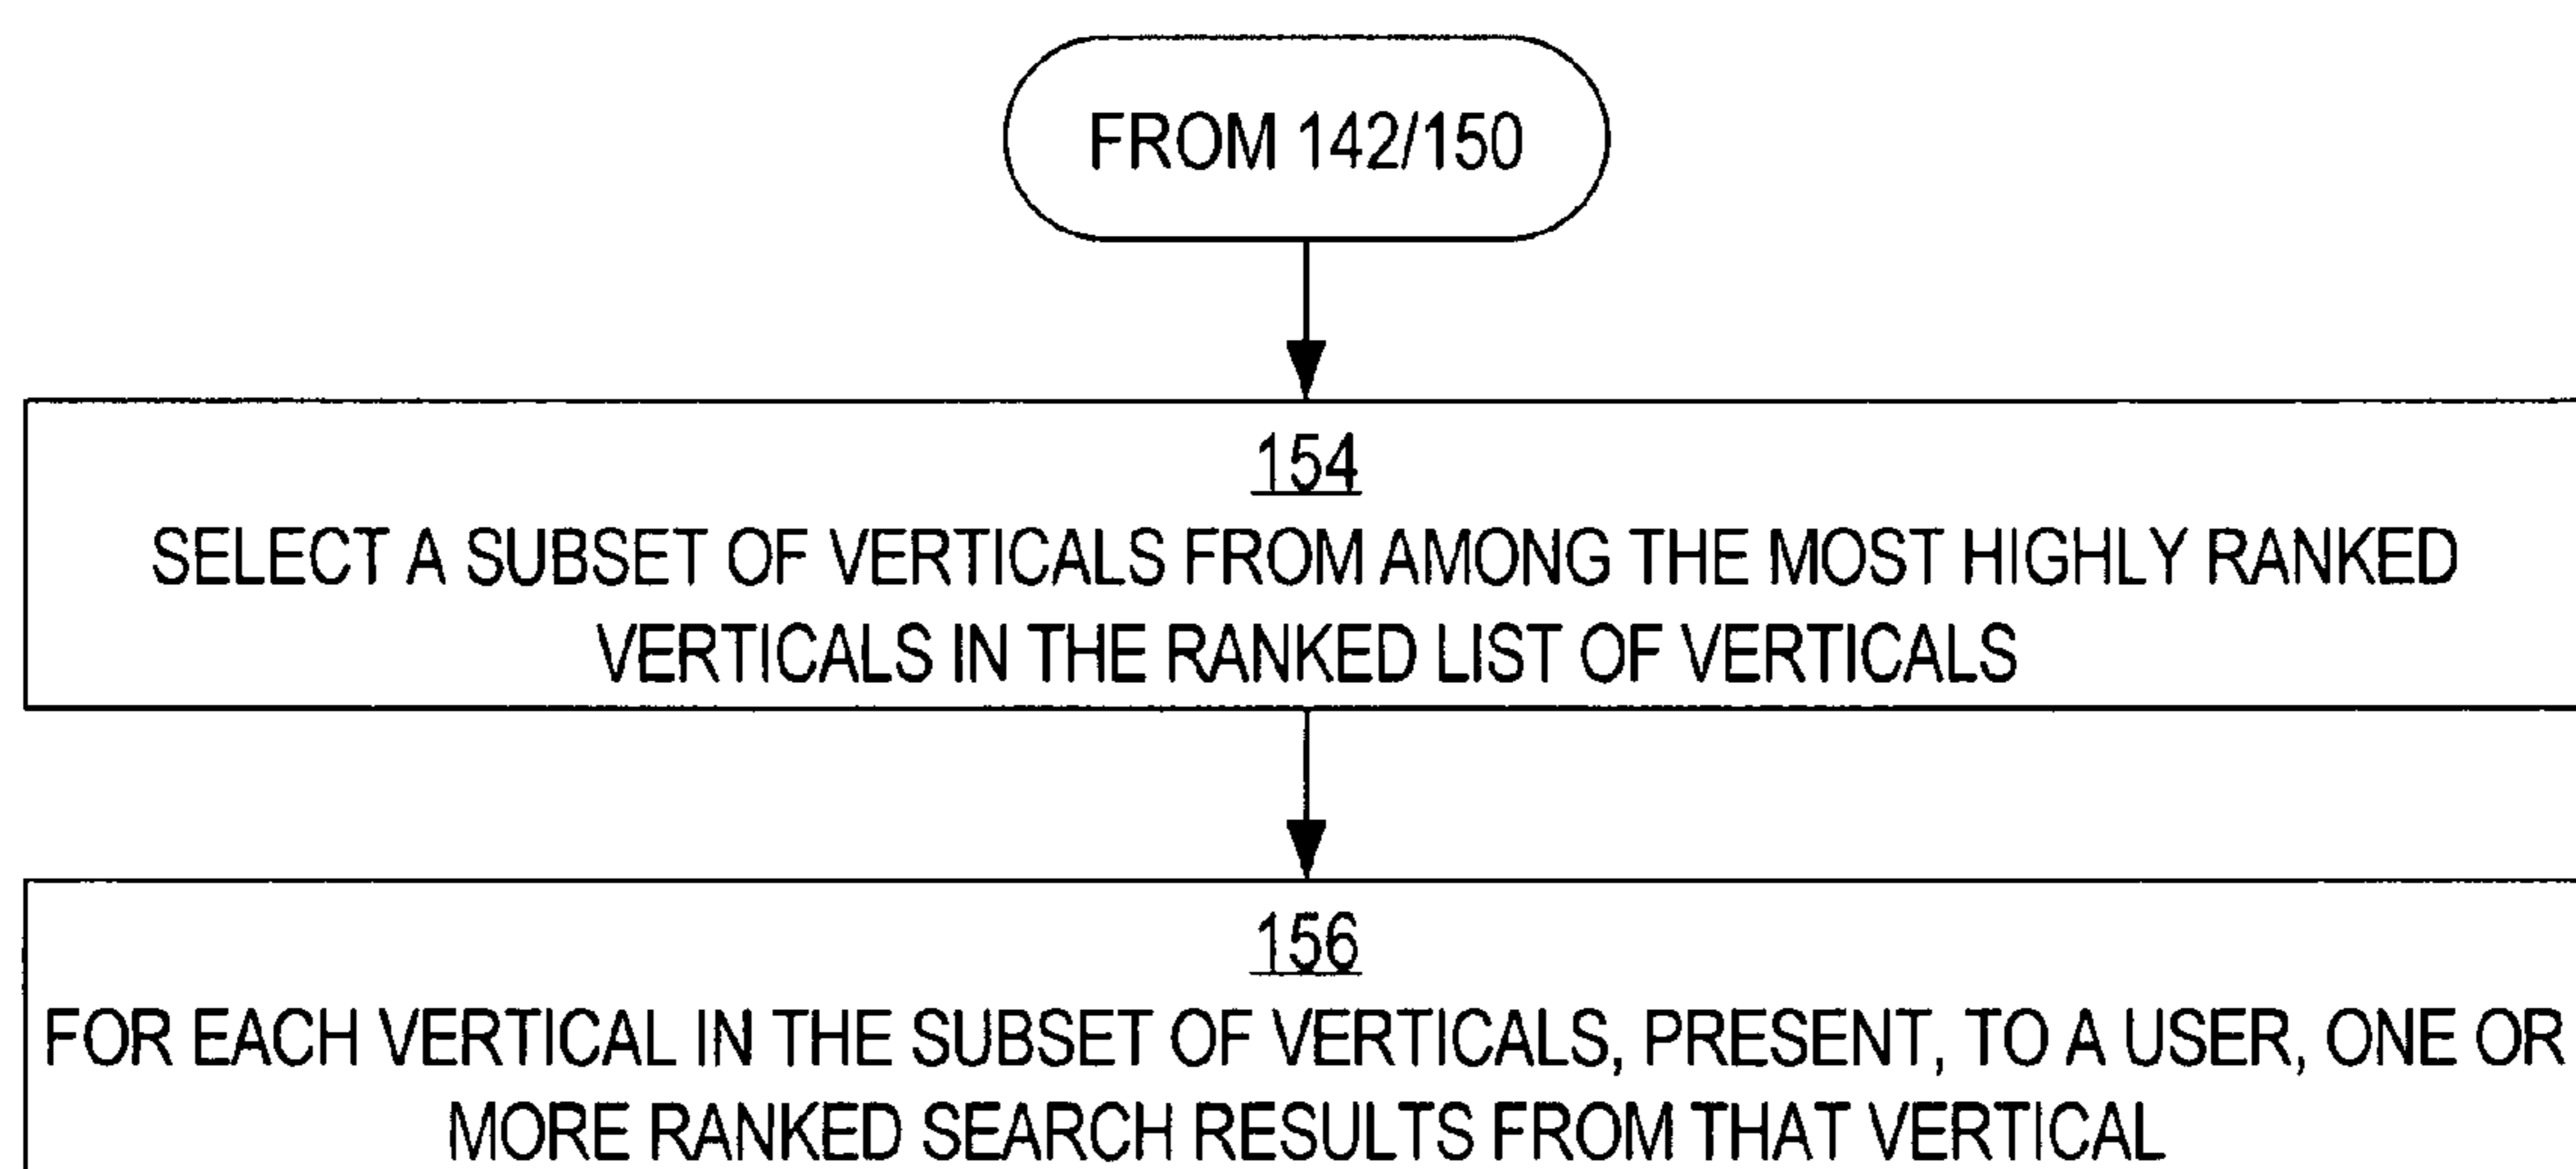 FROM 142/150
154
SELECT A SUBSET OF VERTICALS FROM AMONG THE MOST HIGHLY RANKED
VERTICALS IN THE RANKED LIST OF VERTICALS
156
FOR EACH VERTICAL IN THE SUBSET OF VERTICALS, PRESENT, TO A USER, ONE OR
MORE RANKED SEARCH RESULTS FROM THAT VERTICAL